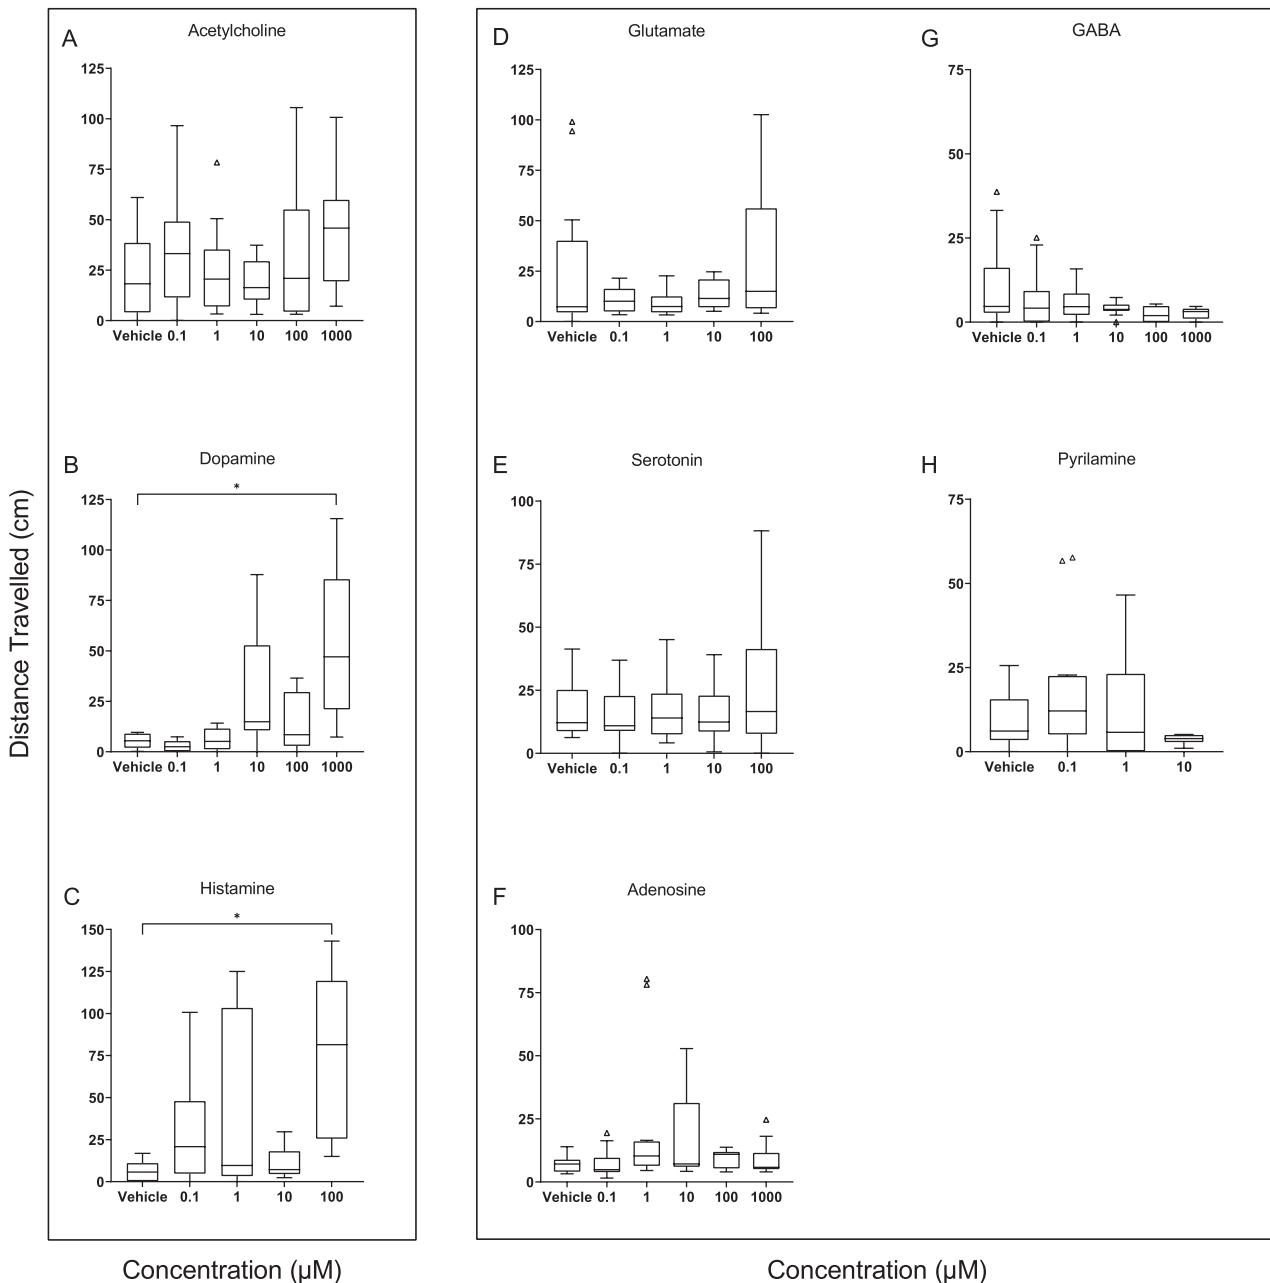 A
Acetylcholine
125
100
75
50
25
0
Vehicle 0.1 1 10 100 1000
B
Dopamine
*
125
100
75
50
25
0
Vehicle 0.1 1 10 100 1000
C
Histamine
*
150
125
100
75
50
25
0
Vehicle 0.1 1 10 100
D
Glutamate
125
100
75
50
25
0
Vehicle 0.1 1 10 100
E
Serotonin
100
75
50
25
0
Vehicle 0.1 1 10 100
F
Adenosine
100
75
50
25
0
Vehicle 0.1 1 10 100 1000
G
GABA
75
50
25
0
Vehicle 0.1 1 10 100 1000
H
Pyrilamine
75
50
25
0
Vehicle 0.1 1 10
Distance Travelled (cm)
Concentration (µM)
Concentration (µM)